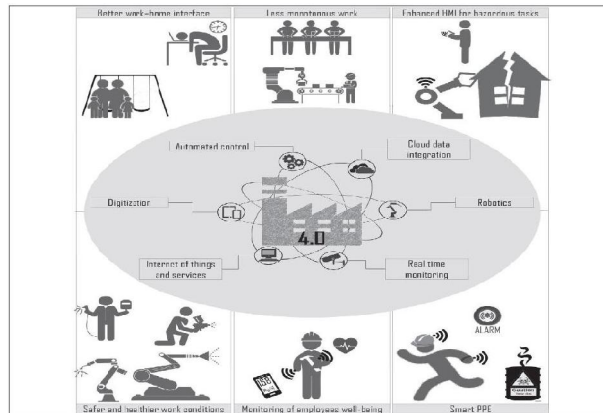 Better work-home interface
Less monotonous work
Enhanced HMI for hazardous tasks
Automated control
Cloud data
integration
Digitization
Robotics
4.0
Internet of things
and services
Real time
monitoring
ALARM
Safer and healthier work conditions
Monitoring of employees well-being
Smart PPE